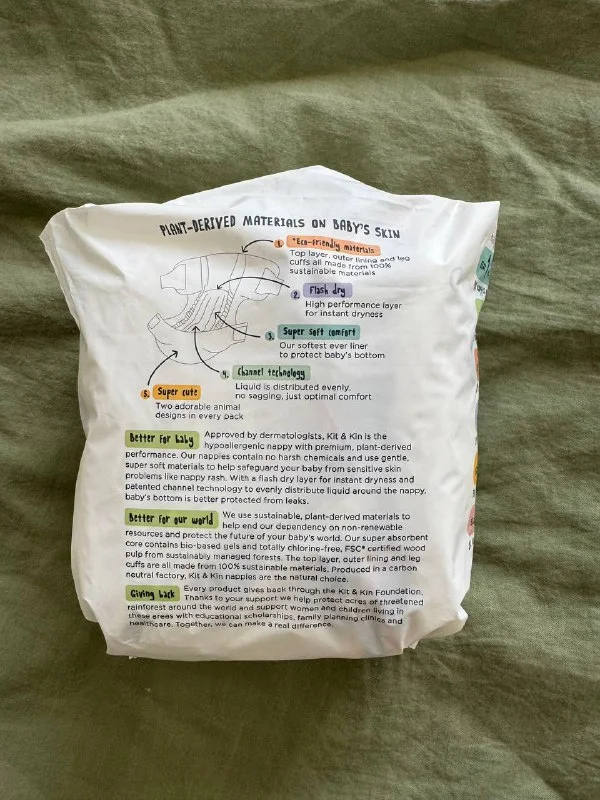 PLANT-DERIVED MATERIALS ON BABY'S SKIN
1. *Eco-friendly materials
Top layer, outer lining and leg
cuffs all made from 100%
sustainable materials
2. Flash dry
High performance layer
for instant dryness
3. Super soft comfort
Our softest ever liner
to protect baby's bottom
4. Channel technology
Liquid is distributed evenly,
no sagging, just optimal comfort
5. Super cute
Two adorable animal
designs in every pack
Better for baby Approved by dermatologists, Kit & Kin is the
hypoallergenic nappy with premium, plant-derived
performance. Our nappies contain no harsh chemicals and use gentle,
super soft materials to help safeguard your baby from sensitive skin
problems like nappy rash. With a flash dry layer for instant dryness and
patented channel technology to evenly distribute liquid around the nappy,
baby's bottom is better protected from leaks.
Better for our world We use sustainable, plant-derived materials to
help end our dependency on non-renewable
resources and protect the future of your baby's world. Our super absorbent
core contains bio-based gels and totally chlorine-free, FSC® certified wood
pulp from sustainably managed forests. The top layer, outer lining and leg
cuffs are all made from 100% sustainable materials. Produced in a carbon
neutral factory, Kit & Kin nappies are the natural choice.
Giving back Every product gives back through the Kit & Kin Foundation.
Thanks to your support we help protect acres of threatened
rainforest around the world and support women and children living in
these areas with educational scholarships, family planning clinics and
healthcare. Together, we can make a real difference.